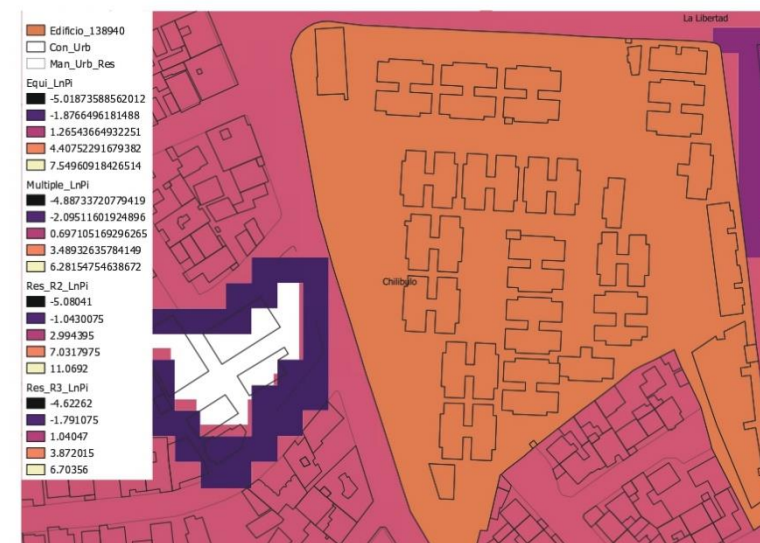 La Libertad
Edificio_138940
Con_Urb
Man_Urb_Res
Equi_LnPi
-5.01873588562012
-1.8766496181488
1.26543664932251
4.40752291679382
7.54960918426514
Multiple_LnPi
-4.88733720779419
-2.09511601924896
0.697105169296265
3.48932635784149
6.28154754638672
Res_R2_LnPi
-5.08041
-1.0430075
2.994395
7.0317975
11.0692
Res_R3_LnPi
-4.62262
-1.791075
1.04047
3.872015
6.70356
Chilibulo